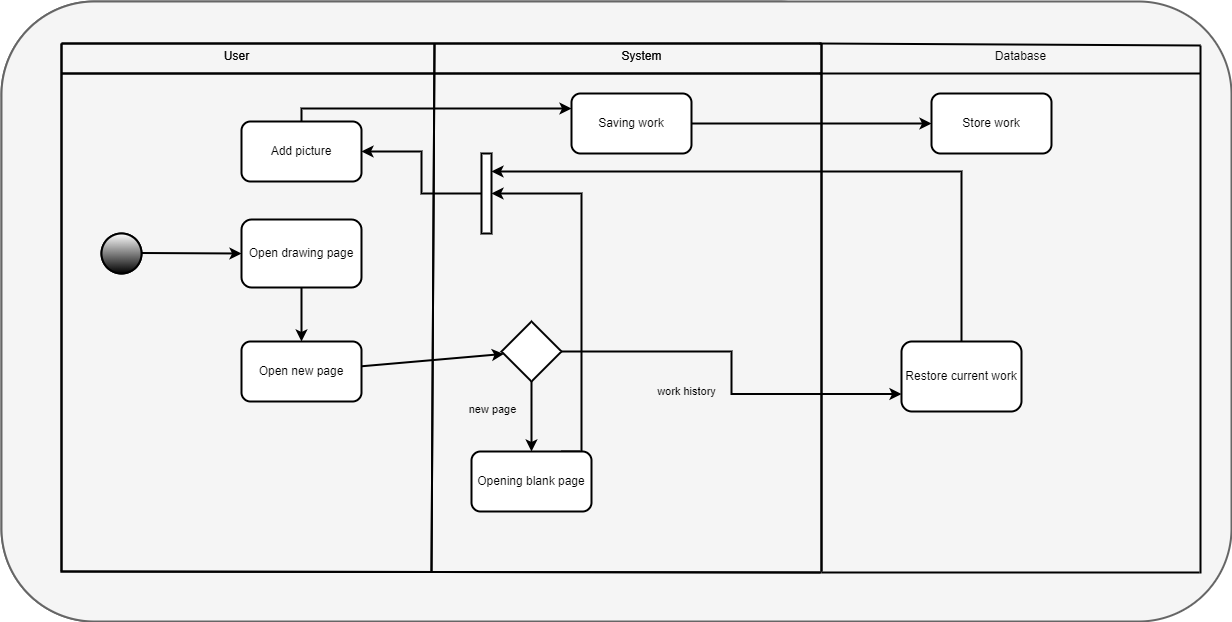 User
System
Database
Saving work
Store work
Add picture
Open drawing page
Open new page
Restore current work
work history
new page
Opening blank page